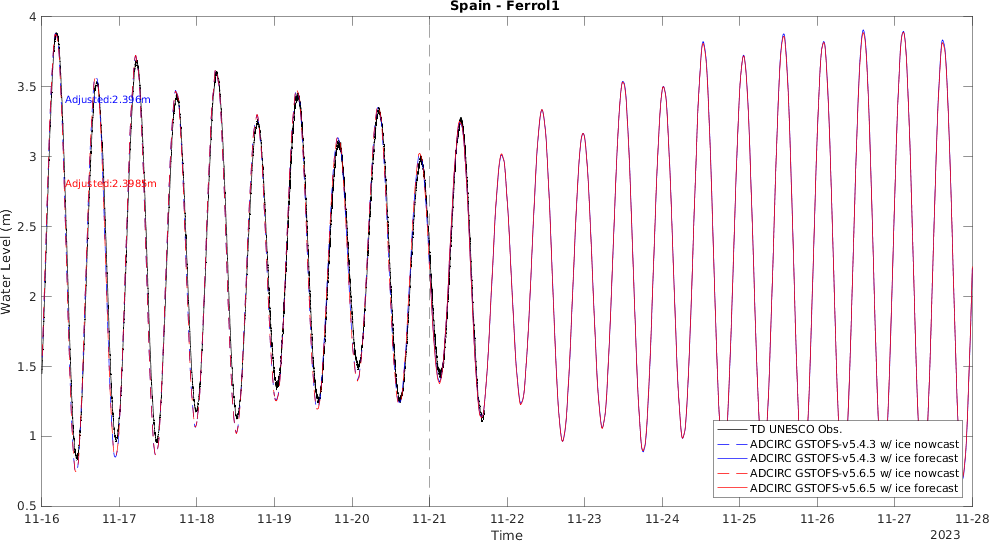 Spain - Ferrol1
4
3.5
3
2.5
2
1.5
1
0.5
Water Level (m)
Adjusted:2.396m
Adjusted:2.3985m
TD UNESCO Obs.
ADCIRC GSTOFS-v5.4.3 w/ ice nowcast
ADCIRC GSTOFS-v5.4.3 w/ ice forecast
ADCIRC GSTOFS-v5.6.5 w/ ice nowcast
ADCIRC GSTOFS-v5.6.5 w/ ice forecast
11-16 11-17 11-18 11-19 11-20 11-21 11-22 11-23 11-24 11-25 11-26 11-27 11-28
Time
2023